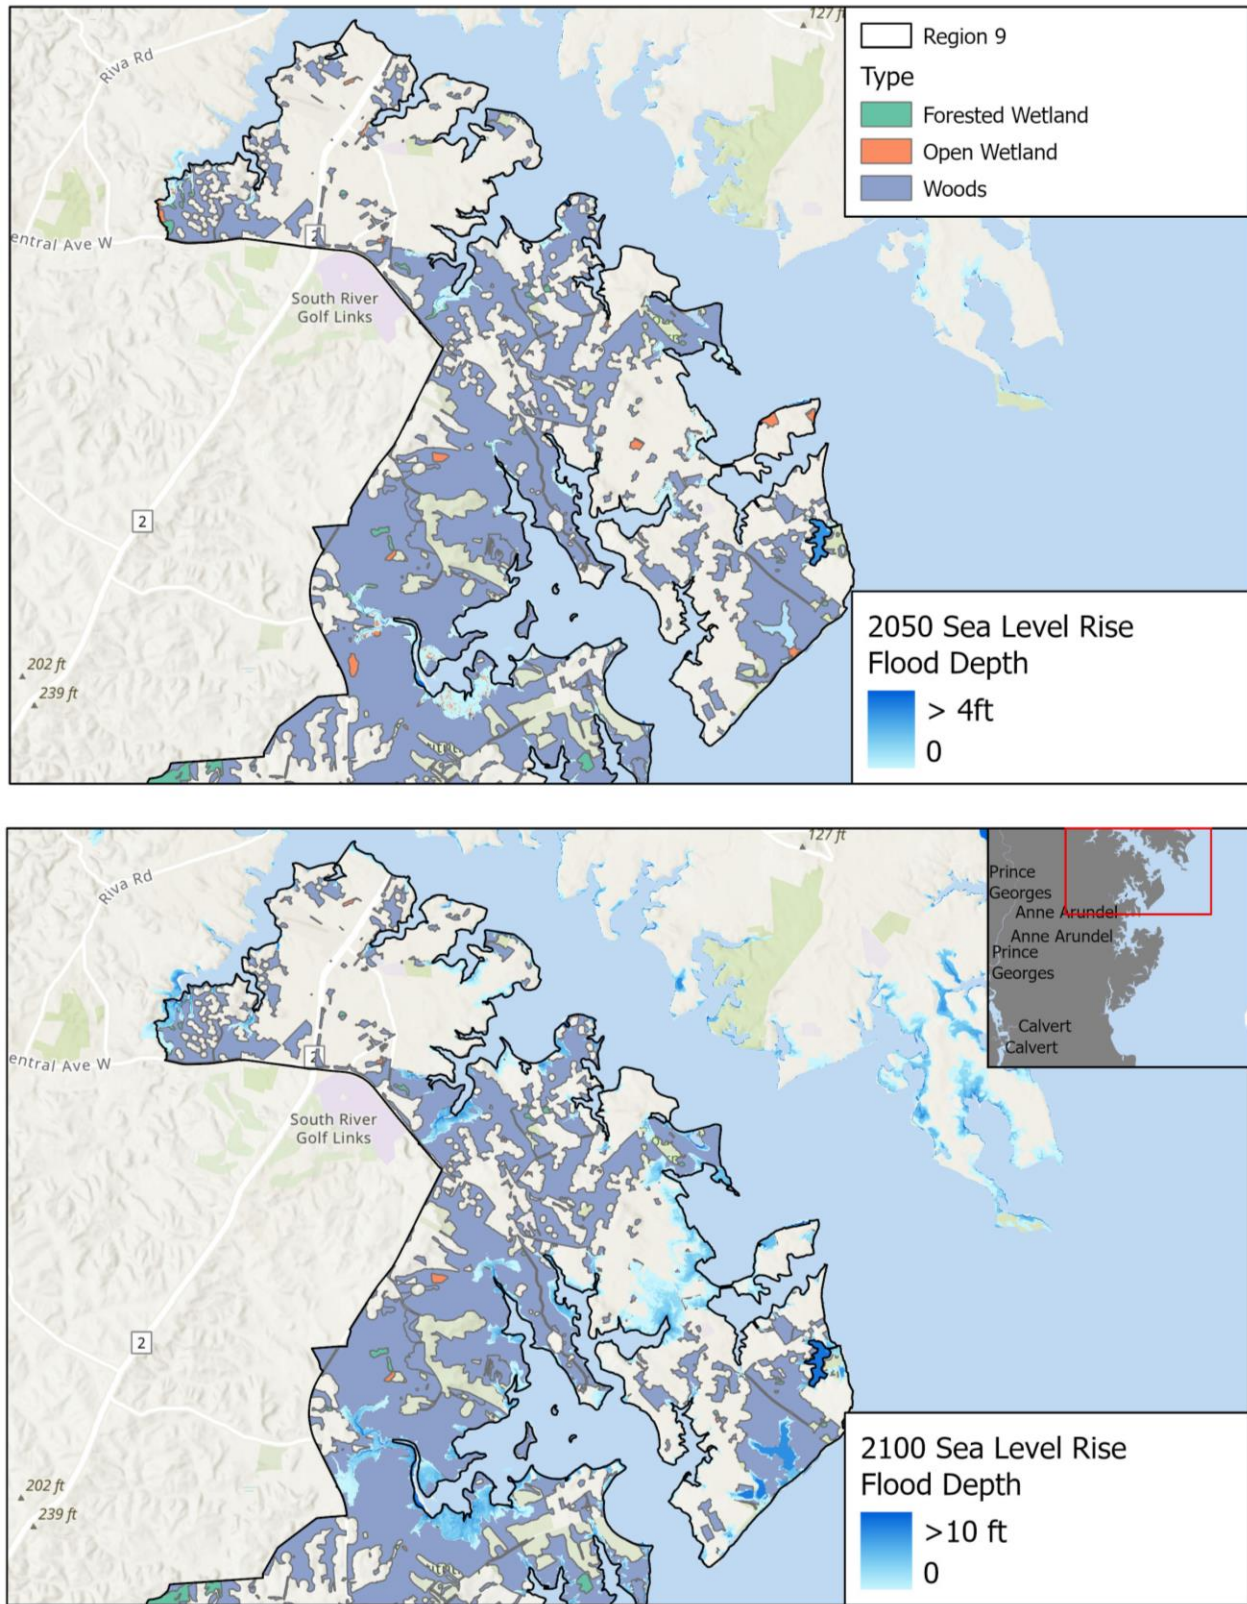 127 ft
Riva Rd
Region 9
Type
Forested Wetland
Open Wetland
Woods
entral Ave W
2
South River
Golf Links
2
2050 Sea Level Rise
Flood Depth
> 4ft
0
202 ft
239 ft
127 ft
Riva Rd
Prince
Georges
Anne Arundel
Anne Arundel
Prince
Georges
Calvert
Calvert
entral Ave W
2
South River
Golf Links
2
2100 Sea Level Rise
Flood Depth
>10 ft
0
202 ft
239 ft